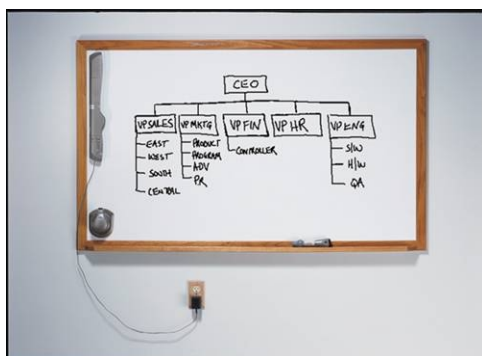 CEO
VP SALES
EAST
WEST
SOUTH
CENTRAL
VP MKTG
PRODUCT
PROGRAM
ADV
PR
VP FIN
CONTROLLER
VP HR
VP ENG
S/W
H/W
QA